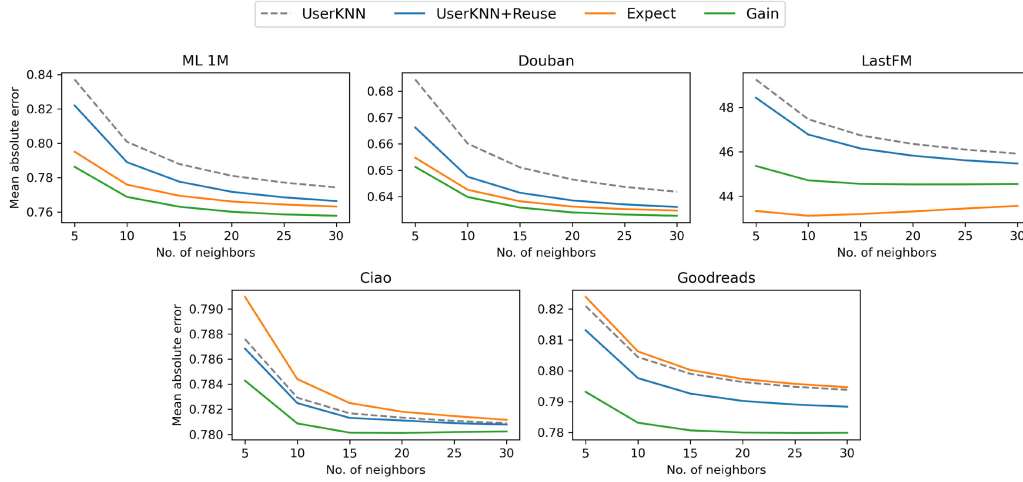 UserKNN UserKNN+Reuse Expect Gain
ML 1M Douban LastFM
Mean absolute error
0.84
0.82
0.80
0.78
0.76
5 10 15 20 25 30
No. of neighbors
0.68
0.67
0.66
0.65
0.64
5 10 15 20 25 30
No. of neighbors
48
46
44
5 10 15 20 25 30
No. of neighbors
Ciao Goodreads
Mean absolute error
0.790
0.788
0.786
0.784
0.782
0.780
5 10 15 20 25 30
No. of neighbors
0.82
0.81
0.80
0.79
0.78
5 10 15 20 25 30
No. of neighbors